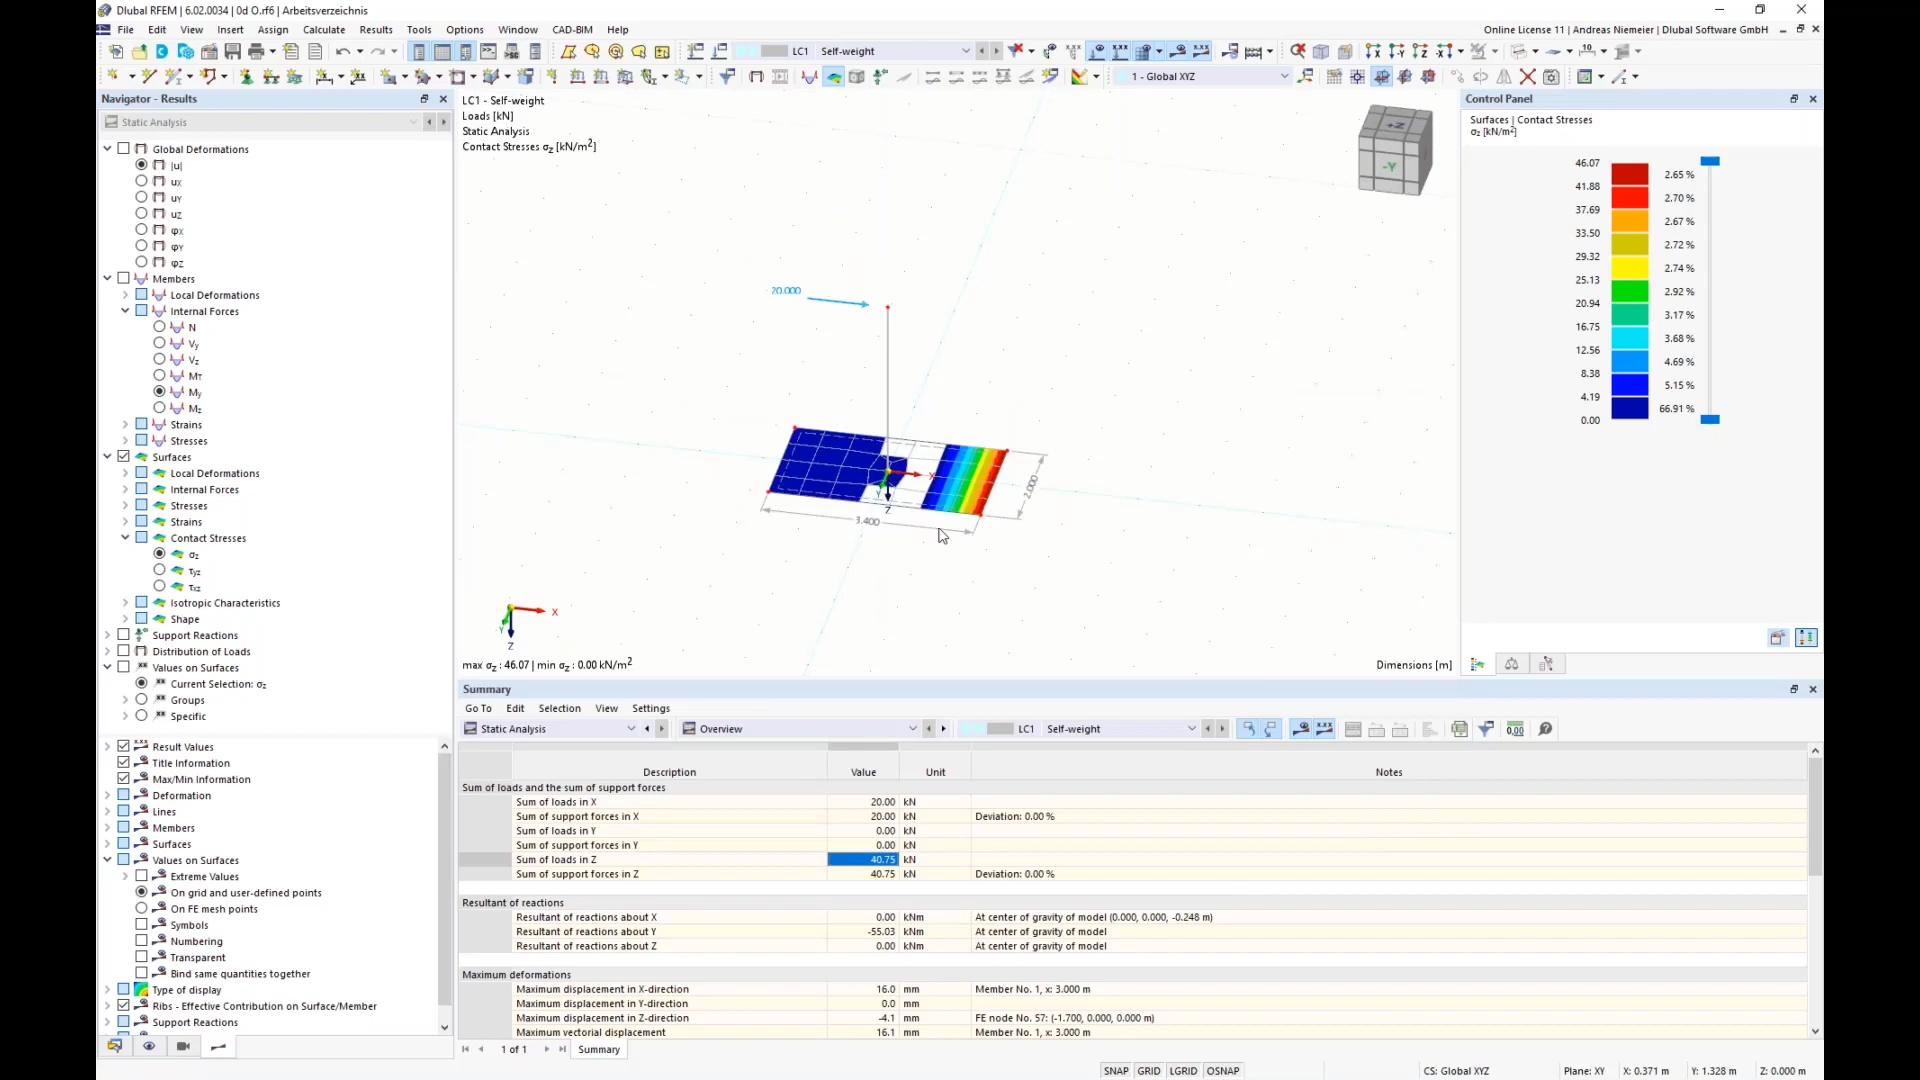 Dlubal RFEM | 6.02.0034 | 0d O.rf6 | Arbeitsverzeichnis
File Edit View Insert Assign Calculate Results Tools Options Window CAD-BIM Help
Online License 11 | Andreas Niemeier | Dlubal Software GmbH
LC1 Self-weight
1 - Global XYZ
Navigator - Results
Static Analysis
Global Deformations
|u|
uX
uY
uZ
φX
φY
φZ
Members
Local Deformations
Internal Forces
N
Vy
Vz
MT
My
Mz
Strains
Stresses
Surfaces
Local Deformations
Internal Forces
Stresses
Strains
Contact Stresses
σz
τyz
τxz
Isotropic Characteristics
Shape
Support Reactions
Distribution of Loads
Values on Surfaces
Current Selection: σz
Groups
Specific
Result Values
Title Information
Max/Min Information
Deformation
Lines
Members
Surfaces
Values on Surfaces
Extreme Values
On grid and user-defined points
On FE mesh points
Symbols
Numbering
Transparent
Bind same quantities together
Type of display
Ribs - Effective Contribution on Surface/Member
Support Reactions
LC1 - Self-weight
Loads [kN]
Static Analysis
Contact Stresses σz [kN/m²]
+Z
-Y
20.000
X
Y
Z
3.400
2.000
X
Y
Z
max σz : 46.07 | min σz : 0.00 kN/m²
Dimensions [m]
Control Panel
Surfaces | Contact Stresses
σz [kN/m²]
46.07
2.65 %
41.88
2.70 %
37.69
2.67 %
33.50
2.72 %
29.32
2.74 %
25.13
2.92 %
20.94
3.17 %
16.75
3.68 %
12.56
4.69 %
8.38
5.15 %
4.19
66.91 %
0.00
Summary
Go To Edit Selection View Settings
Static Analysis Overview LC1 Self-weight
Description Value Unit Notes
Sum of loads and the sum of support forces
Sum of loads in X 20.00 kN
Sum of support forces in X 20.00 kN Deviation: 0.00 %
Sum of loads in Y 0.00 kN
Sum of support forces in Y 0.00 kN
Sum of loads in Z 40.75 kN
Sum of support forces in Z 40.75 kN Deviation: 0.00 %
Resultant of reactions
Resultant of reactions about X 0.00 kNm At center of gravity of model (0.000, 0.000, -0.248 m)
Resultant of reactions about Y -55.03 kNm At center of gravity of model
Resultant of reactions about Z 0.00 kNm At center of gravity of model
Maximum deformations
Maximum displacement in X-direction 16.0 mm Member No. 1, x: 3.000 m
Maximum displacement in Y-direction 0.0 mm
Maximum displacement in Z-direction -4.1 mm FE node No. 57: (-1.700, 0.000, 0.000 m)
Maximum vectorial displacement 16.1 mm Member No. 1, x: 3.000 m
1 of 1 Summary
SNAP GRID LGRID OSNAP CS: Global XYZ Plane: XY X: 0.371 m Y: 1.328 m Z: 0.000 m